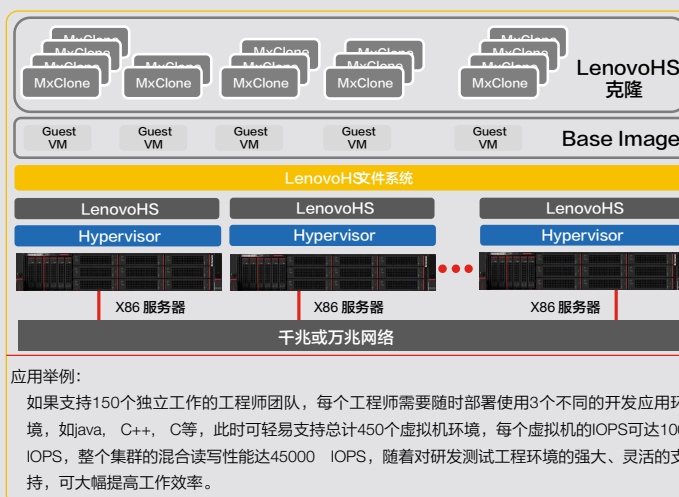 MxClone
MxClone
MxClone
MxClone
MxClone
MxClone
MxClone
MxClone
MxClone
MxClone
MxClone MxClone MxClone MxClone MxClone
LenovoHS
克隆
Guest VM Guest VM Guest VM Guest VM Guest VM
Base Image
LenovoHS文件系统
LenovoHS LenovoHS LenovoHS
Hypervisor Hypervisor Hypervisor
X86 服务器 X86 服务器 X86 服务器
千兆或万兆网络
应用举例：
如果支持150个独立工作的工程师团队，每个工程师需要随时部署使用3个不同的开发应用环
境，如java, C++, C等，此时可轻易支持总计450个虚拟机环境，每个虚拟机的IOPS可达100
IOPS，整个集群的混合读写性能达45000 IOPS，随着对研发测试工程环境的强大、灵活的支
持，可大幅提高工作效率。